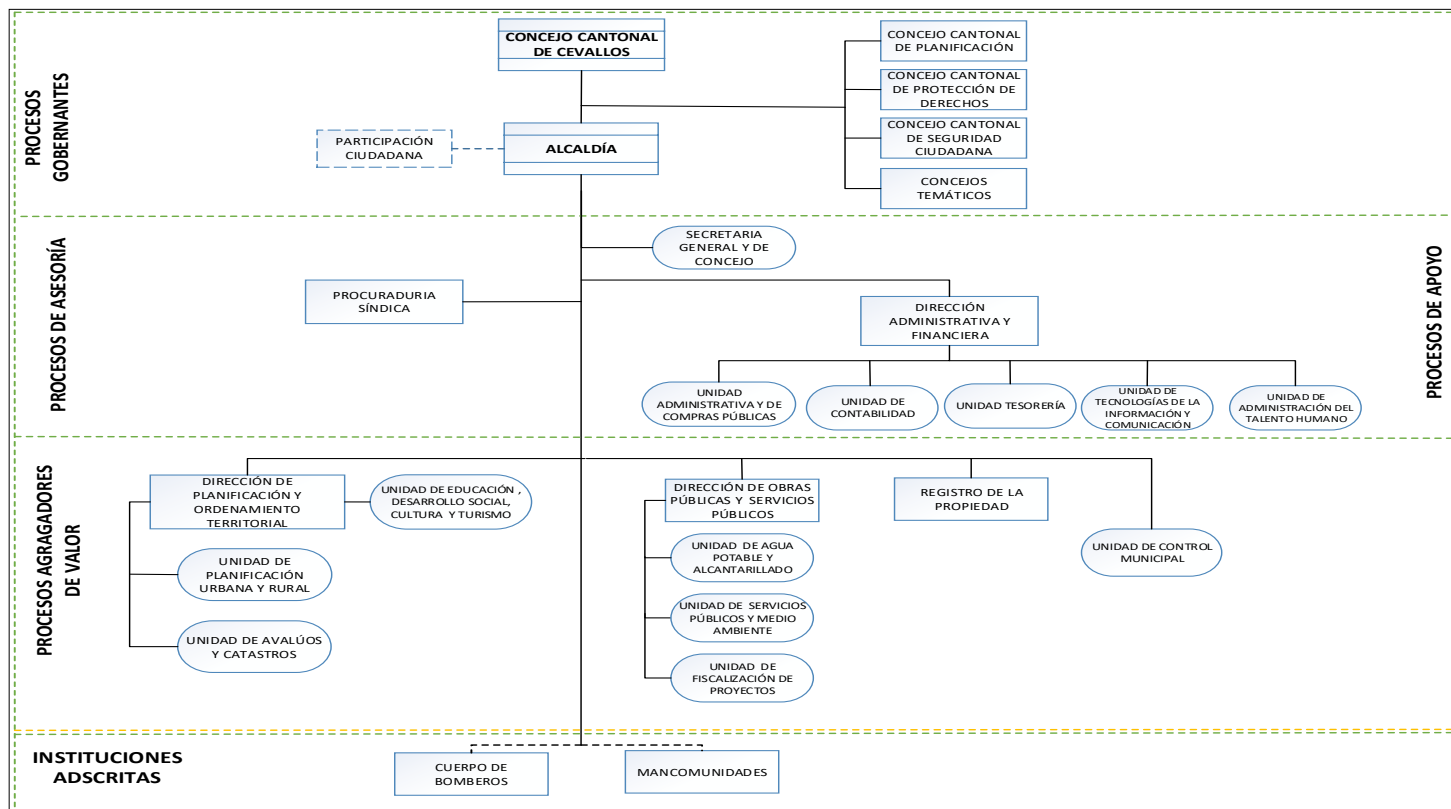 PROCESOS
GOBERNANTES
CONCEJO CANTONAL
DE CEVALLOS
CONCEJO CANTONAL
DE PLANIFICACIÓN
CONCEJO CANTONAL
DE PROTECCIÓN DE
DERECHOS
PARTICIPACIÓN
CIUDADANA
ALCALDÍA
CONCEJO CANTONAL
DE SEGURIDAD
CIUDADANA
CONCEJOS
TEMÁTICOS
PROCESOS DE ASESORÍA
SECRETARIA
GENERAL Y DE
CONCEJO
PROCURADURIA
SÍNDICA
DIRECCIÓN
ADMINISTRATIVA Y
FINANCIERA
PROCESOS DE APOYO
UNIDAD
ADMINISTRATIVA Y DE
COMPRAS PÚBLICAS
UNIDAD DE
CONTABILIDAD
UNIDAD TESORERÍA
UNIDAD DE
TECNOLOGÍAS DE LA
INFORMACIÓN Y
COMUNICACIÓN
UNIDAD DE
ADMINISTRACIÓN DEL
TALENTO HUMANO
PROCESOS AGRAGADORES
DE VALOR
DIRECCIÓN DE
PLANIFICACIÓN Y
ORDENAMIENTO
TERRITORIAL
UNIDAD DE EDUCACIÓN ,
DESARROLLO SOCIAL,
CULTURA Y TURISMO
UNIDAD DE
PLANIFICACIÓN
URBANA Y RURAL
UNIDAD DE AVALÚOS
Y CATASTROS
DIRECCIÓN DE OBRAS
PÚBLICAS Y SERVICIOS
PÚBLICOS
UNIDAD DE AGUA
POTABLE Y
ALCANTARILLADO
UNIDAD DE SERVICIOS
PÚBLICOS Y MEDIO
AMBIENTE
UNIDAD DE
FISCALIZACIÓN DE
PROYECTOS
REGISTRO DE LA
PROPIEDAD
UNIDAD DE CONTROL
MUNICIPAL
INSTITUCIONES
ADSCRITAS
CUERPO DE
BOMBEROS
MANCOMUNIDADES